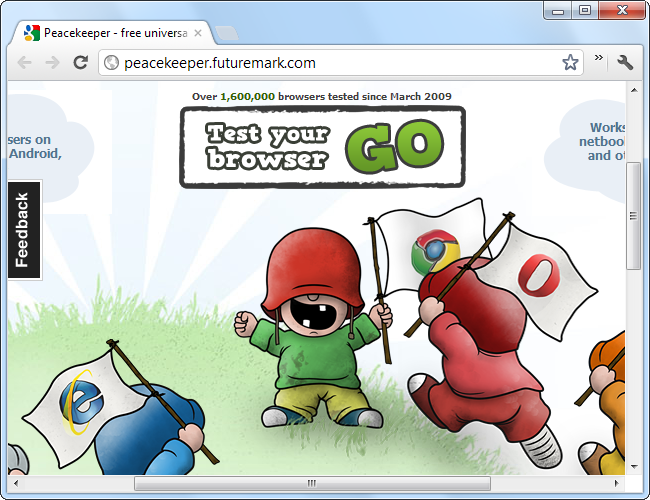 Peacekeeper - free universa
peacekeeper.futuremark.com
Over 1,600,000 browsers tested since March 2009
Test your
browser
GO
sers on
Android,
Works
netboo
and ot
Feedback